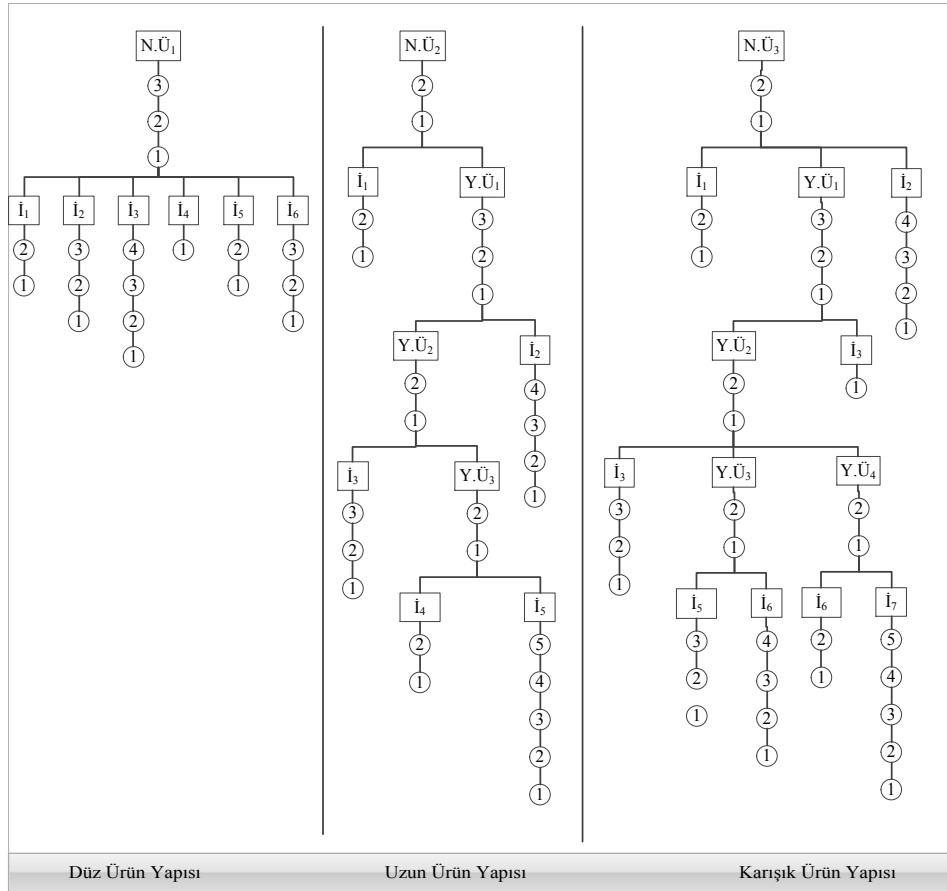 N.Ü1
3
2
1
İ1 İ2 İ3 İ4 İ5 İ6
2 3 4 1 2 3
1 2 3 1 2
1 2 1
1
Düz Ürün Yapısı
N.Ü2
2
1
İ1 Y.Ü1
2 3
1 2
1
Y.Ü2 İ2
2 4
1 3
2
1
İ3 Y.Ü3
3 2
2 1
1
İ4 İ5
2 5
1 4
3
2
1
Uzun Ürün Yapısı
N.Ü3
2
1
İ1 Y.Ü1 İ2
2 3 4
1 2 3
1 2
1
Y.Ü2 İ3
2 1
1
İ3 Y.Ü3 Y.Ü4
3 2 2
2 1 1
1
İ5 İ6 İ6 İ7
3 4 2 5
2 3 1 4
1 2 3
1 2
1
Karışık Ürün Yapısı